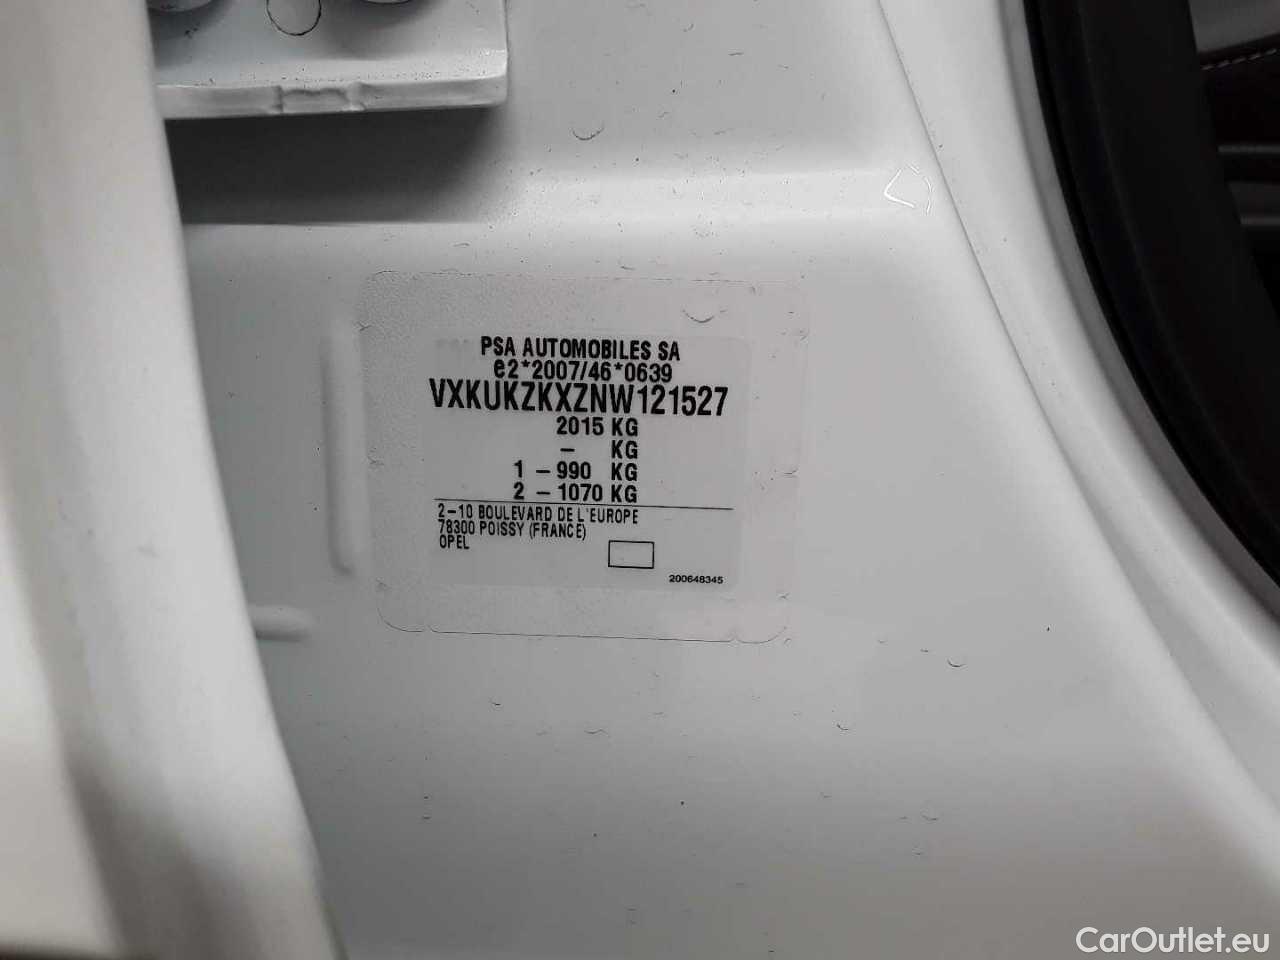 PSA AUTOMOBILES SA
e2*2007/46*0639
VXKUKZKXZNW121527
2015 KG
- KG
1 - 990 KG
2 - 1070 KG
2-10 BOULEVARD DE L'EUROPE
78300 POISSY (FRANCE)
OPEL
200648345
CarOutlet.eu